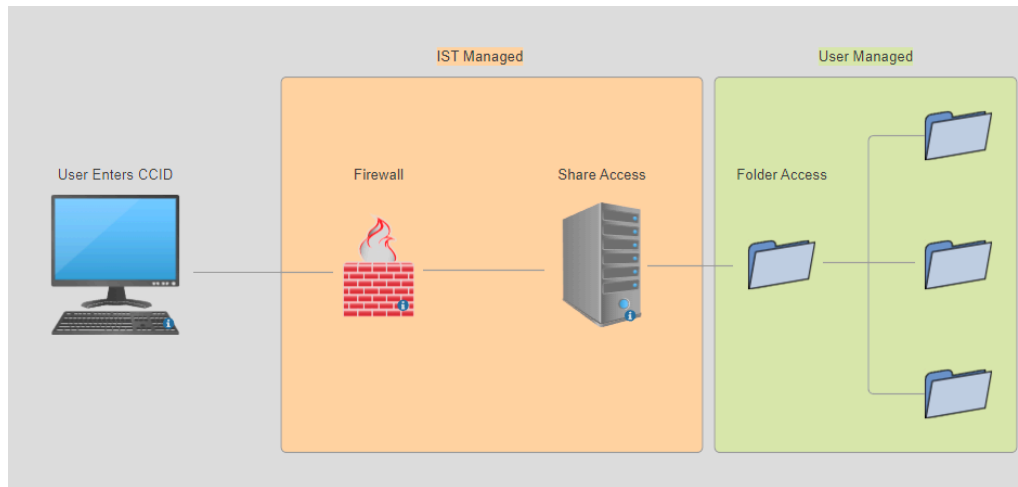 IST Managed
User Managed
User Enters CCID
Firewall
Share Access
Folder Access